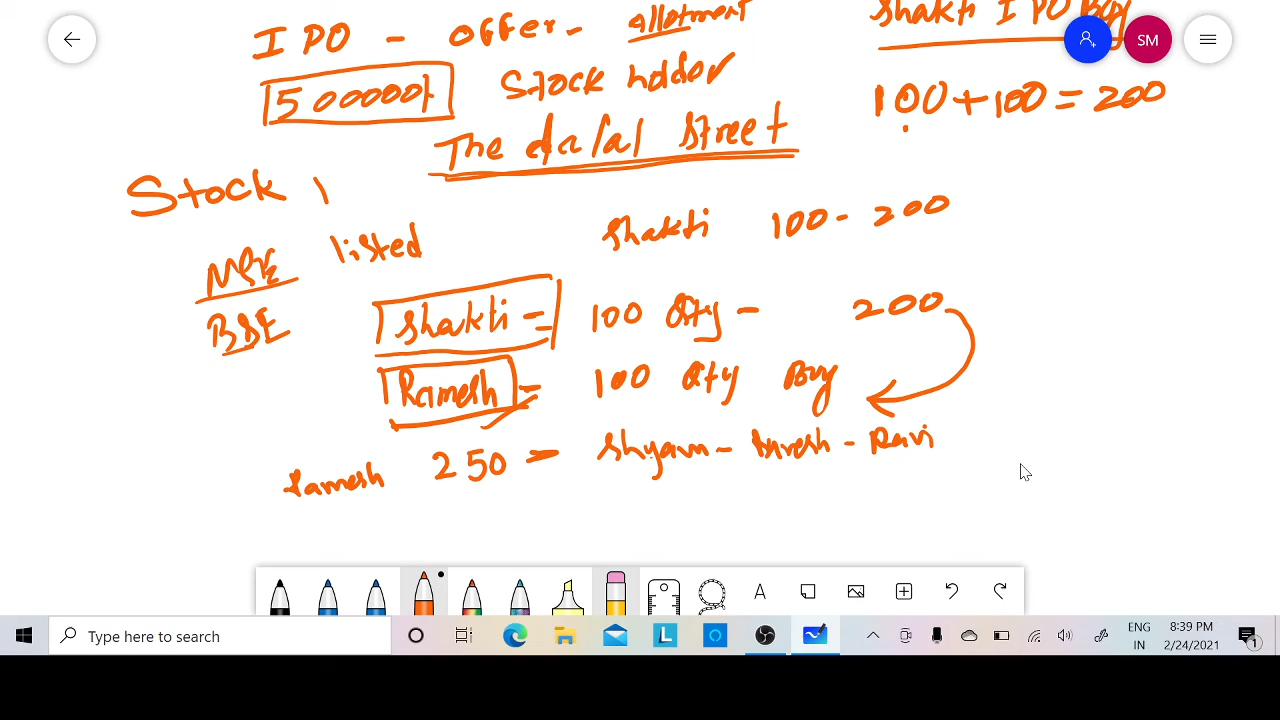 IPO - offer - allotment
Shakti IPO Buy
SM
500000/-
Stock holder
100+100=200
The dalal Street
Stock
NSE
listed
Shakti 100 - 200
BSE
Shakti = 100 Qty - 200
Ramesh = 100 Qty Buy
Ramesh 250 - Shyam - - Ravi
A
Type here to search
L
ENG
IN
8:39 PM
2/24/2021
1